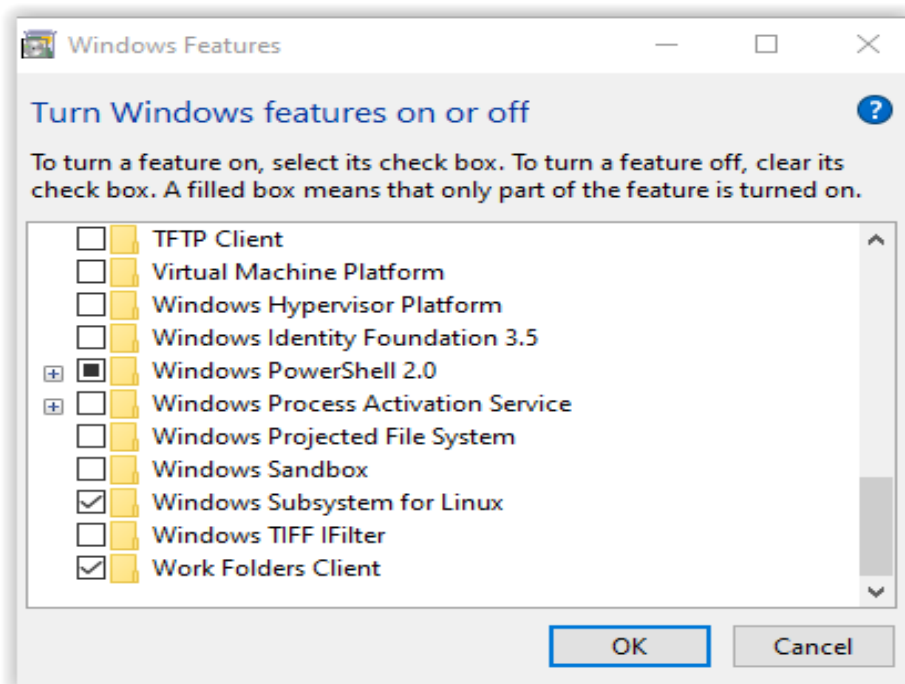 Windows Features
Turn Windows features on or off
To turn a feature on, select its check box. To turn a feature off, clear its
check box. A filled box means that only part of the feature is turned on.
TFTP Client
Virtual Machine Platform
Windows Hypervisor Platform
Windows Identity Foundation 3.5
Windows PowerShell 2.0
Windows Process Activation Service
Windows Projected File System
Windows Sandbox
Windows Subsystem for Linux
Windows TIFF IFilter
Work Folders Client
OK Cancel